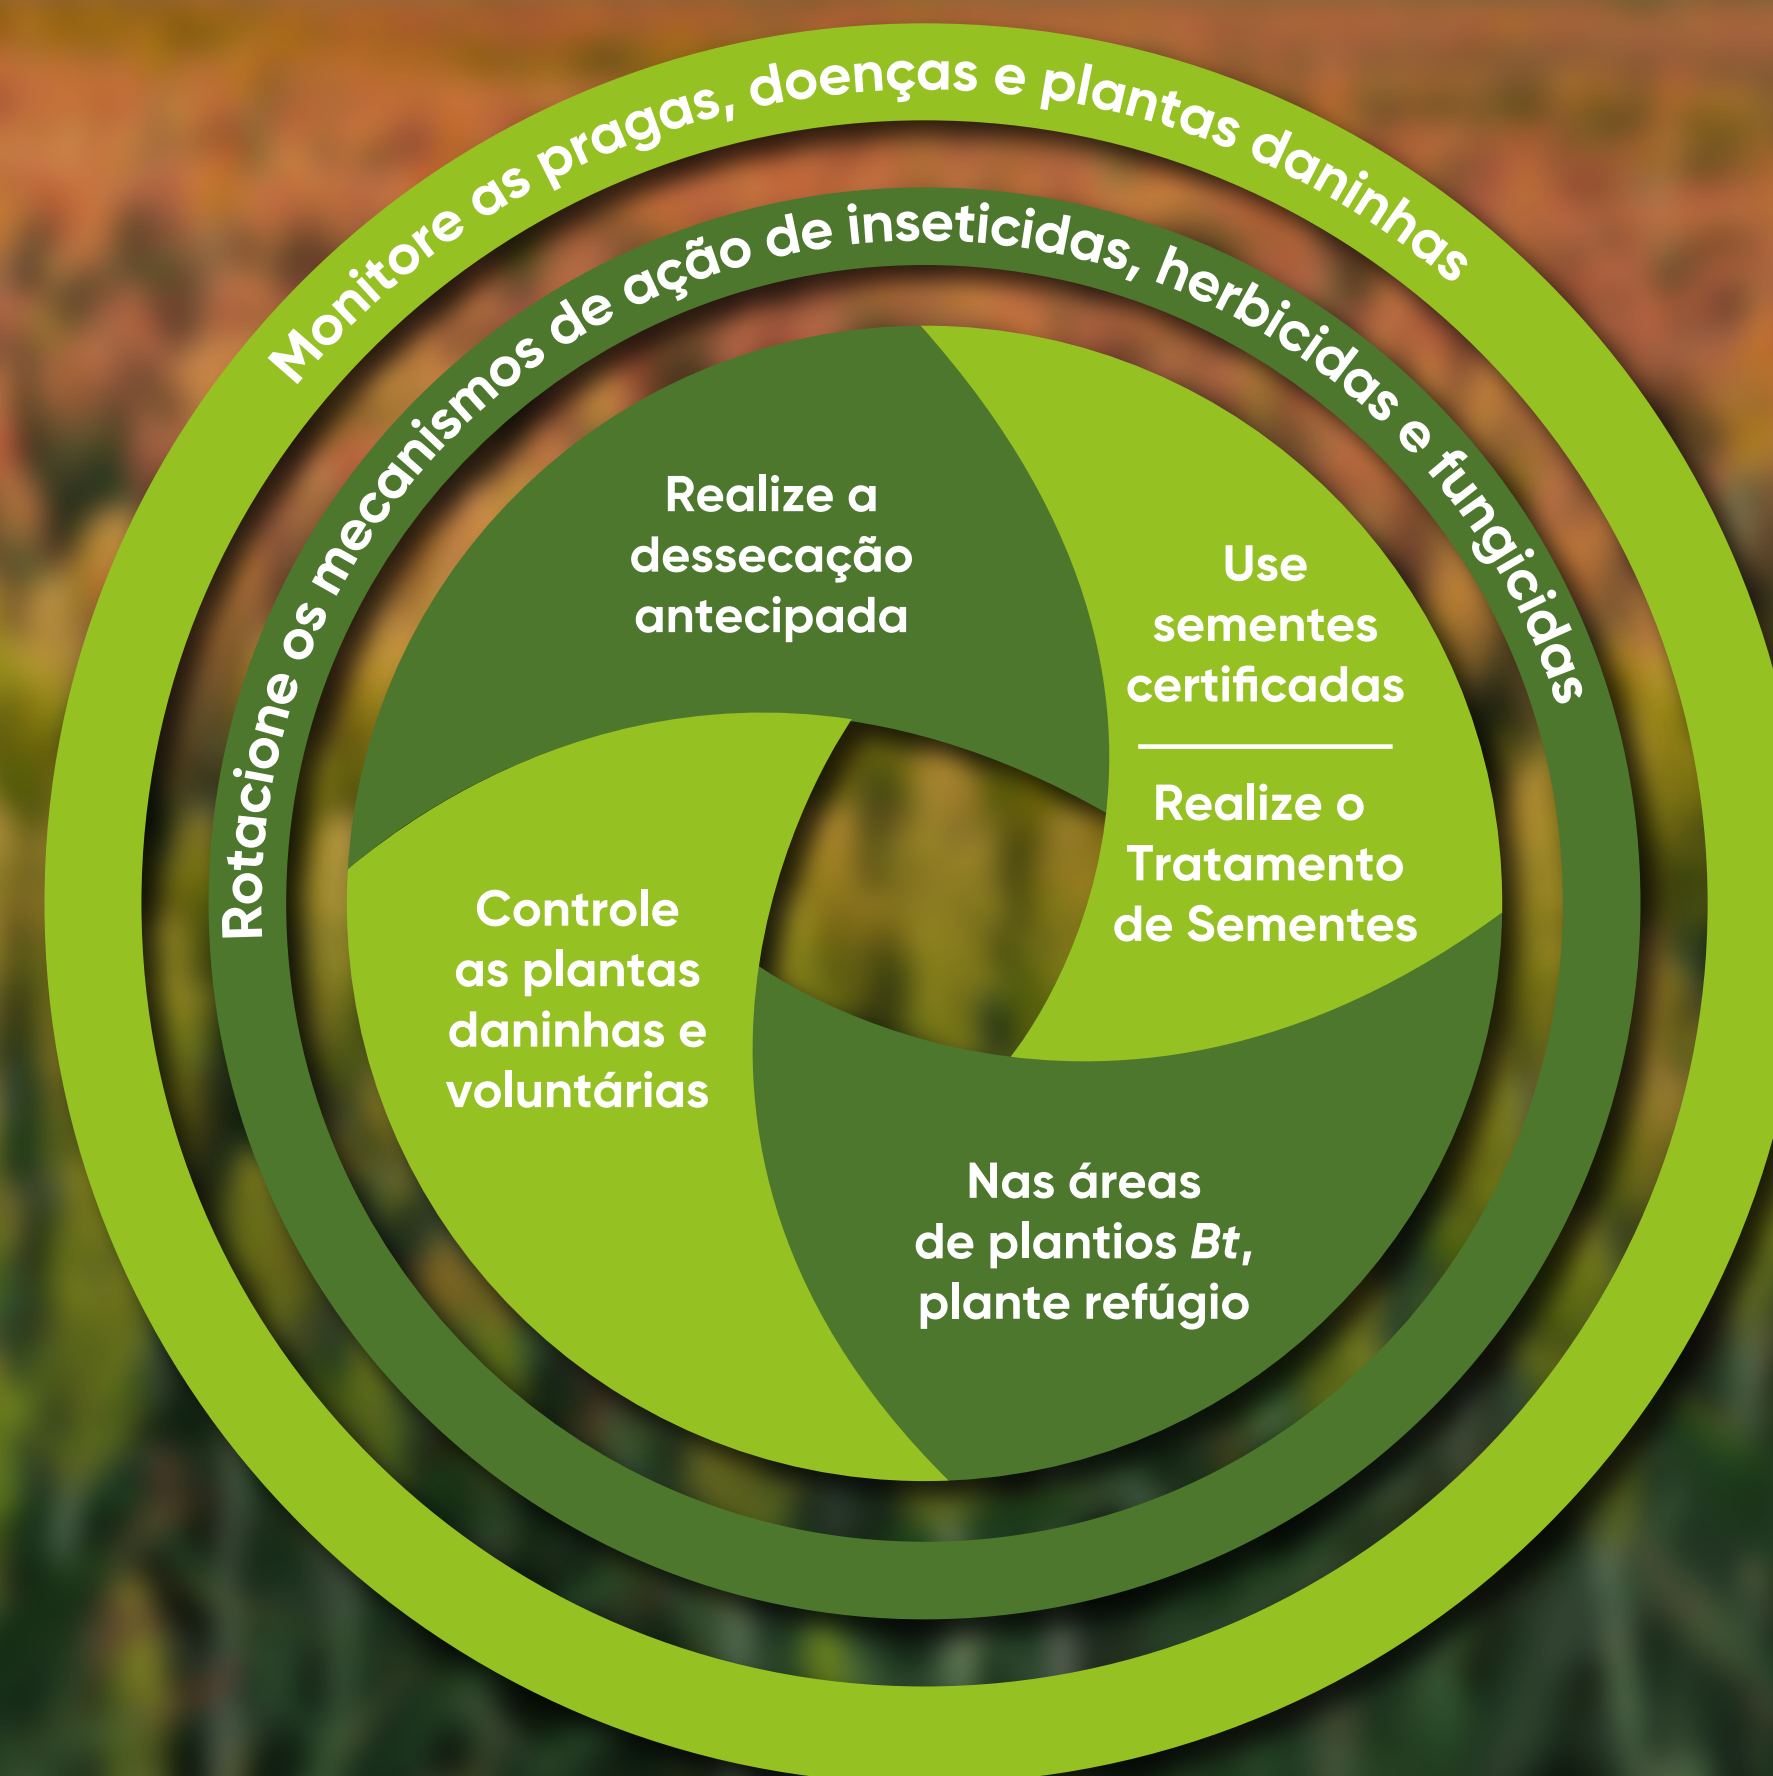 Monitore as pragas, doenças e plantas daninhas
Rotacione os mecanismos de ação de inseticidas, herbicidas e fungicidas
Realize a
dessecação
antecipada
Use
sementes
certificadas
Realize o
Tratamento
de Sementes
Controle
as plantas
daninhas e
voluntárias
Nas áreas
de plantios Bt,
plante refúgio